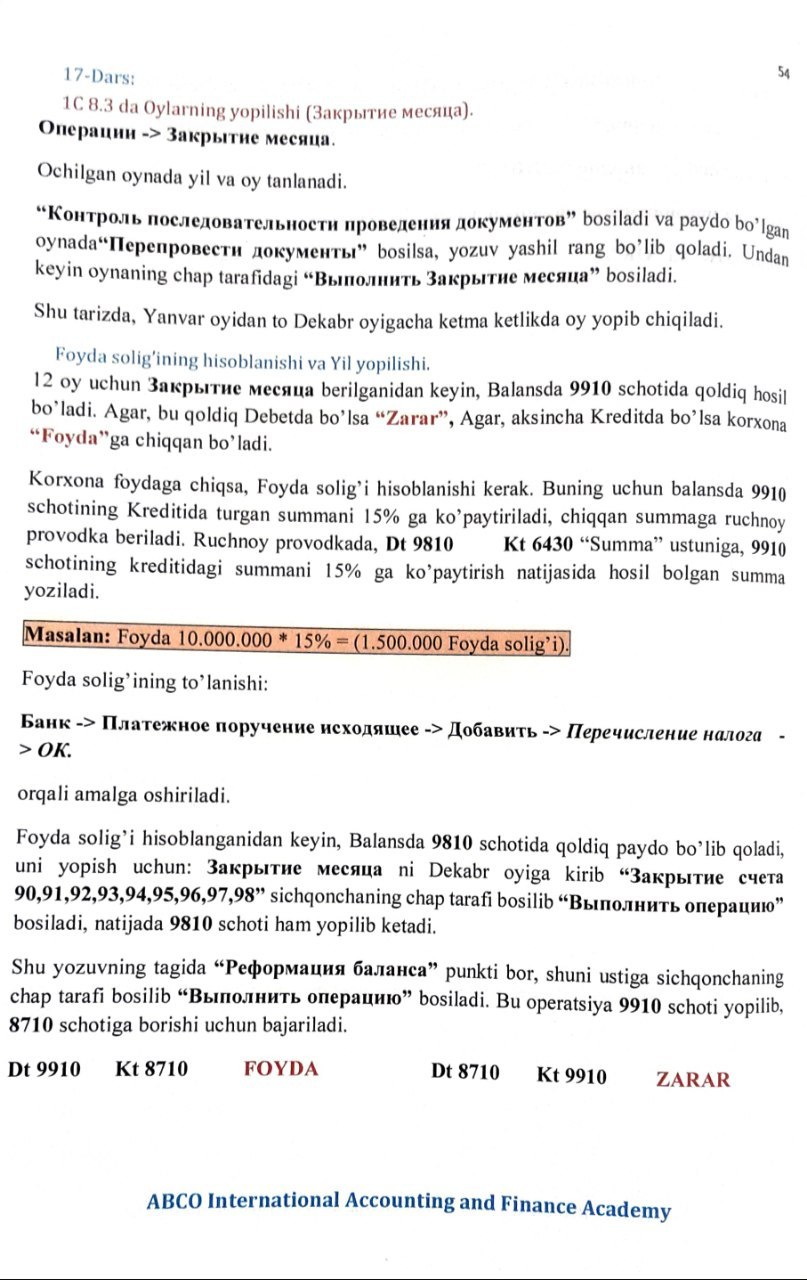 54
17-Dars:
1C 8.3 da Oylarning yopilishi (Закрытие месяца).
Операции -> Закрытие месяца.
Ochilgan oynada yil va oy tanlanadi.
“Контроль последовательности проведения документов” bosiladi va paydo bo’lgan
oynada“Перепровести документы” bosilsa, yozuv yashil rang bo’lib qoladi. Undan
keyin oynaning chap tarafidagi “Выполнить Закрытие месяца” bosiladi.
Shu tarizda, Yanvar oyidan to Dekabr oyigacha ketma ketlikda oy yopib chiqiladi.
Foyda solig'ining hisoblanishi va Yil yopilishi.
12 oy uchun Закрытие месяца berilganidan keyin, Balansda 9910 schotida qoldiq hosil
bo’ladi. Agar, bu qoldiq Debetda bo’lsa “Zarar”, Agar, aksincha Kreditda bo’lsa korxona
“Foyda”ga chiqqan bo’ladi.
Korxona foydaga chiqsa, Foyda solig’i hisoblanishi kerak. Buning uchun balansda 9910
schotining Kreditida turgan summani 15% ga ko’paytiriladi, chiqqan summaga ruchnoy
provodka beriladi. Ruchnoy provodkada, Dt 9810 Kt 6430 “Summa” ustuniga, 9910
schotining kreditidagi summani 15% ga ko’paytirish natijasida hosil bolgan summa
yoziladi.
Masalan: Foyda 10.000.000 * 15% = (1.500.000 Foyda solig’i).
Foyda solig’ining to’lanishi:
Банк -> Платежное поручение исходящее -> Добавить -> Перечисление налога -
> ОК.
orqali amalga oshiriladi.
Foyda solig’i hisoblanganidan keyin, Balansda 9810 schotida qoldiq paydo bo’lib qoladi,
uni yopish uchun: Закрытие месяца ni Dekabr oyiga kirib “Закрытие счета
90,91,92,93,94,95,96,97,98” sichqonchaning chap tarafi bosilib “Выполнить операцию”
bosiladi, natijada 9810 schoti ham yopilib ketadi.
Shu yozuvning tagida “Реформация баланса” punkti bor, shuni ustiga sichqonchaning
chap tarafi bosilib “Выполнить операцию” bosiladi. Bu operatsiya 9910 schoti yopilib,
8710 schotiga borishi uchun bajariladi.
Dt 9910 Kt 8710 FOYDA Dt 8710 Kt 9910 ZARAR
ABCO International Accounting and Finance Academy